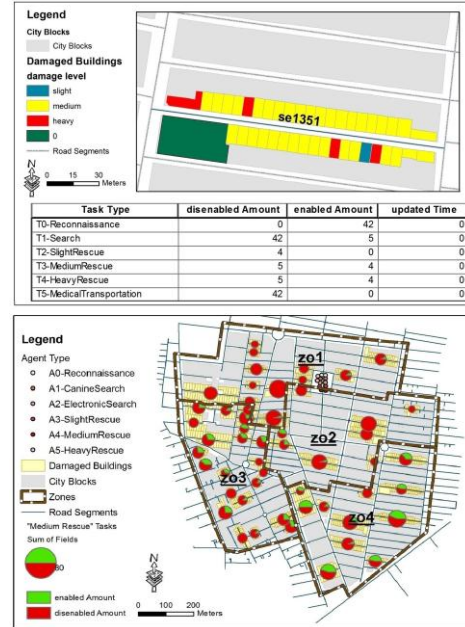 Legend
City Blocks
City Blocks
Damaged Buildings
damage level
slight
medium
heavy
0
Road Segments
N
0 15 30
Meters
se1351
Task Type disenabled Amount enabled Amount updated Time
T0-Reconnaissance 0 42 0
T1-Search 42 5 0
T2-SlightRescue 4 0 0
T3-MediumRescue 5 4 0
T4-HeavyRescue 5 4 0
T5-MedicalTransportation 42 0 0
Legend
Agent Type
A0-Reconnaissance
A1-CanineSearch
A2-ElectronicSearch
A3-SlightRescue
A4-MediumRescue
A5-HeavyRescue
Damaged Buildings
City Blocks
Zones
Road Segments
"Medium Rescue" Tasks
Sum of Fields
80
enabled Amount
disenabled Amount
N
0 100 200
Meters
zo1
zo2
zo3
zo4